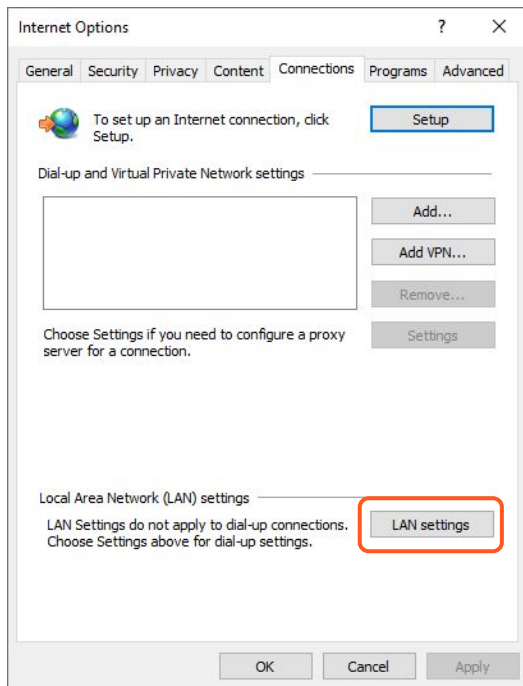 Internet Options ? X
General Security Privacy Content Connections Programs Advanced
To set up an Internet connection, click
Setup.
Setup
Dial-up and Virtual Private Network settings
Add...
Add VPN...
Remove...
Choose Settings if you need to configure a proxy
server for a connection.
Settings
Local Area Network (LAN) settings
LAN Settings do not apply to dial-up connections.
Choose Settings above for dial-up settings.
LAN settings
OK Cancel Apply